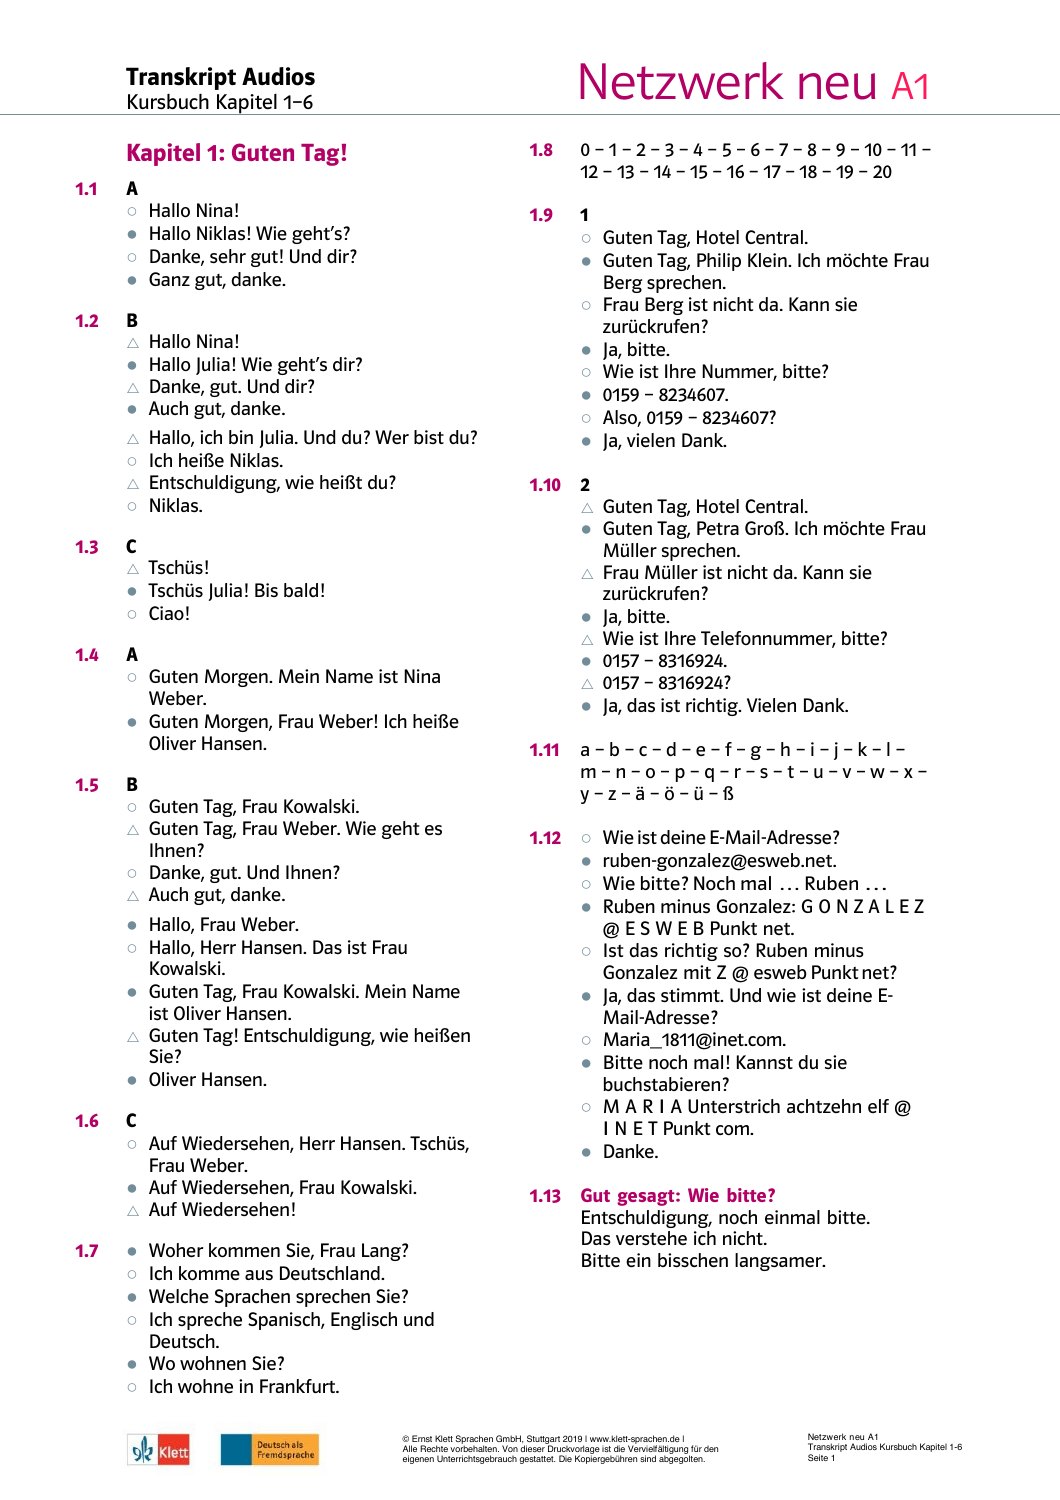 Transkript Audios
Kursbuch Kapitel 1–6
Netzwerk neu A1
Kapitel 1: Guten Tag!
1.1 A
○ Hallo Nina!
● Hallo Niklas! Wie geht's?
○ Danke, sehr gut! Und dir?
● Ganz gut, danke.
1.2 B
△ Hallo Nina!
● Hallo Julia! Wie geht's dir?
△ Danke, gut. Und dir?
● Auch gut, danke.
△ Hallo, ich bin Julia. Und du? Wer bist du?
○ Ich heiße Niklas.
△ Entschuldigung, wie heißt du?
○ Niklas.
1.3 C
△ Tschüs!
● Tschüs Julia! Bis bald!
○ Ciao!
1.4 A
○ Guten Morgen. Mein Name ist Nina
Weber.
● Guten Morgen, Frau Weber! Ich heiße
Oliver Hansen.
1.5 B
○ Guten Tag, Frau Kowalski.
△ Guten Tag, Frau Weber. Wie geht es
Ihnen?
○ Danke, gut. Und Ihnen?
△ Auch gut, danke.
● Hallo, Frau Weber.
○ Hallo, Herr Hansen. Das ist Frau
Kowalski.
● Guten Tag, Frau Kowalski. Mein Name
ist Oliver Hansen.
△ Guten Tag! Entschuldigung, wie heißen
Sie?
● Oliver Hansen.
1.6 C
○ Auf Wiedersehen, Herr Hansen. Tschüs,
Frau Weber.
● Auf Wiedersehen, Frau Kowalski.
△ Auf Wiedersehen!
1.7 ● Woher kommen Sie, Frau Lang?
○ Ich komme aus Deutschland.
● Welche Sprachen sprechen Sie?
○ Ich spreche Spanisch, Englisch und
Deutsch.
● Wo wohnen Sie?
○ Ich wohne in Frankfurt.
1.8 0 – 1 – 2 – 3 – 4 – 5 – 6 – 7 – 8 – 9 – 10 – 11 –
12 – 13 – 14 – 15 – 16 – 17 – 18 – 19 – 20
1.9 1
○ Guten Tag, Hotel Central.
● Guten Tag, Philip Klein. Ich möchte Frau
Berg sprechen.
○ Frau Berg ist nicht da. Kann sie
zurückrufen?
● Ja, bitte.
○ Wie ist Ihre Nummer, bitte?
● 0159 – 8234607.
○ Also, 0159 – 8234607?
● Ja, vielen Dank.
1.10 2
△ Guten Tag, Hotel Central.
● Guten Tag, Petra Groß. Ich möchte Frau
Müller sprechen.
△ Frau Müller ist nicht da. Kann sie
zurückrufen?
● Ja, bitte.
△ Wie ist Ihre Telefonnummer, bitte?
● 0157 – 8316924.
△ 0157 – 8316924?
● Ja, das ist richtig. Vielen Dank.
1.11 a – b – c – d – e – f – g – h – i – j – k – l –
m – n – o – p – q – r – s – t – u – v – w – x –
y – z – ä – ö – ü – ß
1.12 ○ Wie ist deine E-Mail-Adresse?
● ruben-gonzalez@esweb.net.
○ Wie bitte? Noch mal … Ruben …
● Ruben minus Gonzalez: G O N Z A L E Z
@ E S W E B Punkt net.
○ Ist das richtig so? Ruben minus
Gonzalez mit Z @ esweb Punkt net?
● Ja, das stimmt. Und wie ist deine E-
Mail-Adresse?
○ Maria_1811@inet.com.
● Bitte noch mal! Kannst du sie
buchstabieren?
○ M A R I A Unterstrich achtzehn elf @
I N E T Punkt com.
● Danke.
1.13 Gut gesagt: Wie bitte?
Entschuldigung, noch einmal bitte.
Das verstehe ich nicht.
Bitte ein bisschen langsamer.
Klett
Deutsch als
Fremdsprache
© Ernst Klett Sprachen GmbH, Stuttgart 2019 | www.klett-sprachen.de |
Alle Rechte vorbehalten. Von dieser Druckvorlage ist die Vervielfältigung für den
eigenen Unterrichtsgebrauch gestattet. Die Kopiergebühren sind abgegolten.
Netzwerk neu A1
Transkript Audios Kursbuch Kapitel 1-6
Seite 1